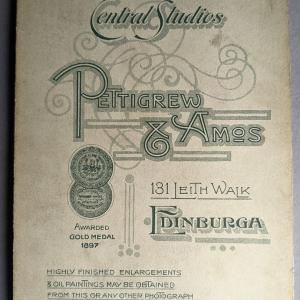 Central Studios
Pettigrew
& Amos
181 Leith Walk
Edinburga
Awarded
Gold Medal
1897
Highly Finished Enlargements
& Oil Paintings may be Obtained
from this or any other Photograph